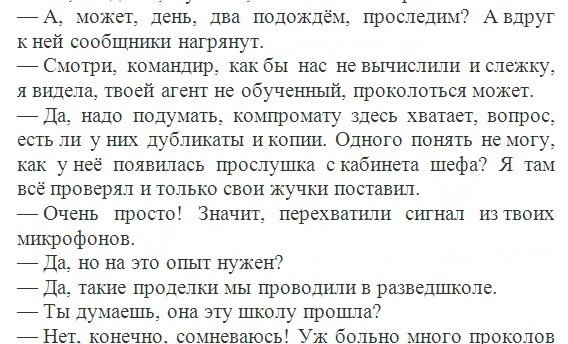 — А, может, день, два подождём, проследим? А вдруг
к ней сообщники нагрянут.
— Смотри, командир, как бы нас не вычислили и слежку,
я видела, твоей агент не обученный, проколоться может.
— Да, надо подумать, компромату здесь хватает, вопрос,
есть ли у них дубликаты и копии. Одного понять не могу,
как у неё появилась прослушка с кабинета шефа? Я там
всё проверял и только свои жучки поставил.
— Очень просто! Значит, перехватили сигнал из твоих
микрофонов.
— Да, но на это опыт нужен?
— Да, такие проделки мы проводили в разведшколе.
— Ты думаешь, она эту школу прошла?
— Нет, конечно, сомневаюсь! Уж больно много проколов